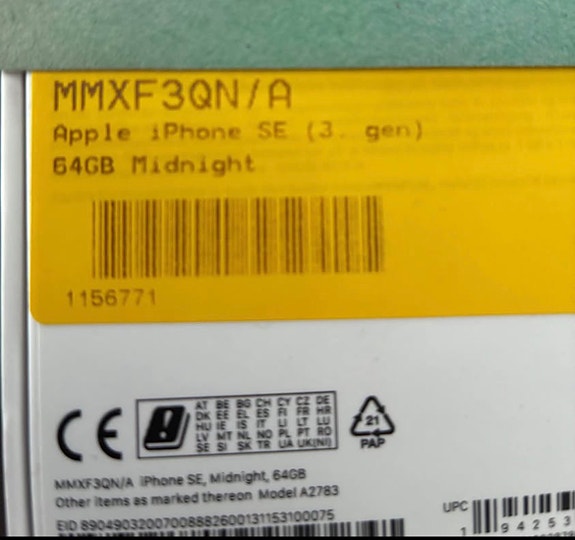 MMXF3QN/A
Apple iPhone SE (3. gen)
64GB Midnight
1156771
CE
AT BE BG CH CY CZ DE
DK EE EL ES FI FR HR
HU IE IS IT LI LT LU
LV MT NL NO PL PT RO
SE SI SK TR UA UK(NI)
21
PAP
MMXF3QN/A iPhone SE, Midnight, 64GB
Other items as marked thereon Model A2783
EID 89049032007008882600131153100075
UPC
1 94253